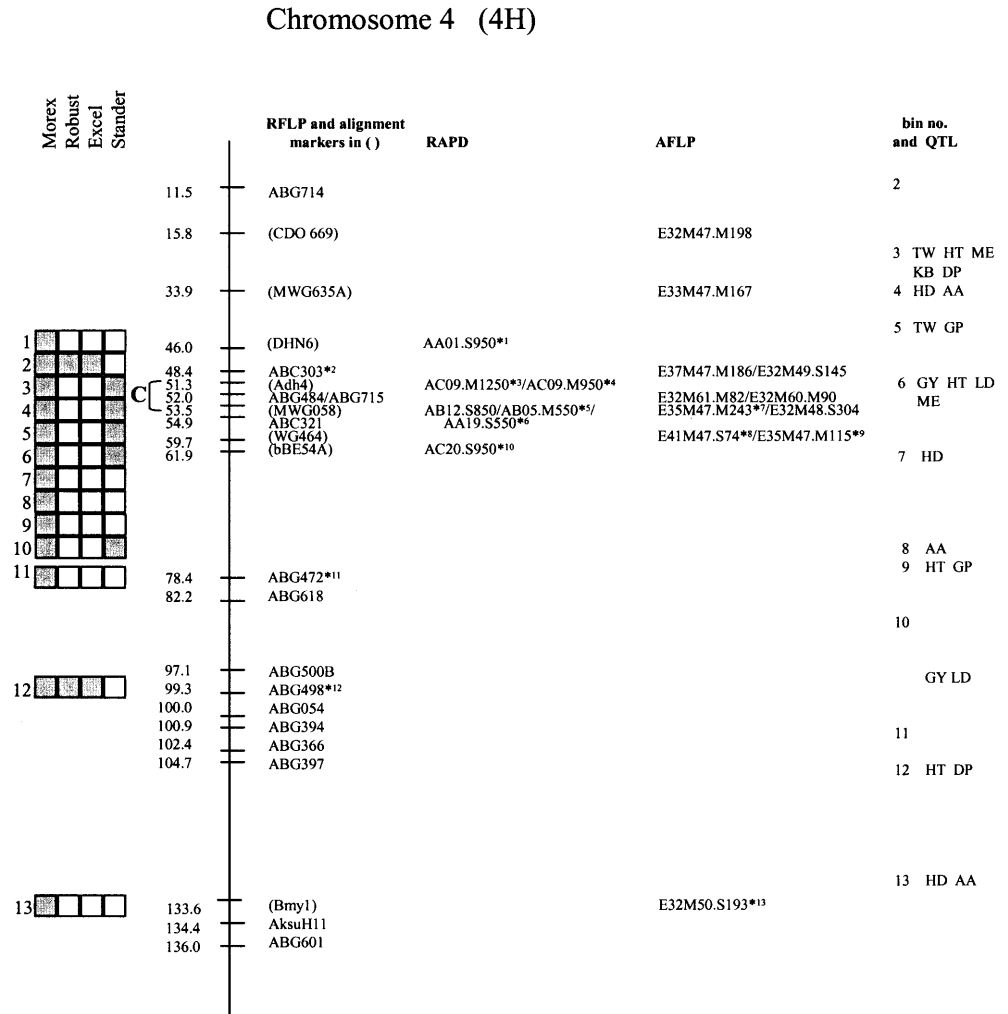 Chromosome 4 (4H)
Morex
Robust
Excel
Stander
RFLP and alignment
markers in ( )
RAPD
AFLP
bin no.
and QTL
11.5 ABG714 2
15.8 (CDO 669) E32M47.M198
3 TW HT ME
KB DP
33.9 (MWG635A) E33M47.M167 4 HD AA
5 TW GP
1 46.0 (DHN6) AA01.S950*1
2 48.4 ABC303*2 E37M47.M186/E32M49.S145
3 51.3 (Adh4) AC09.M1250*3/AC09.M950*4 6 GY HT LD
C 52.0 ABG484/ABG715 E32M61.M82/E32M60.M90 ME
4 53.5 (MWG058) AB12.S850/AB05.M550*5/ E35M47.M243*7/E32M48.S304
54.9 ABC321 AA19.S550*6
5 59.7 (WG464) E41M47.S74*8/E35M47.M115*9
6 61.9 (bBE54A) AC20.S950*10 7 HD
7
8
9
10 8 AA
9 HT GP
11 78.4 ABG472*11
82.2 ABG618
10
97.1 ABG500B
GY LD
12 99.3 ABG498*12
100.0 ABG054
100.9 ABG394
11
102.4 ABG366
104.7 ABG397
12 HT DP
13 HD AA
13 133.6 (Bmy1) E32M50.S193*13
134.4 AksuH11
136.0 ABG601